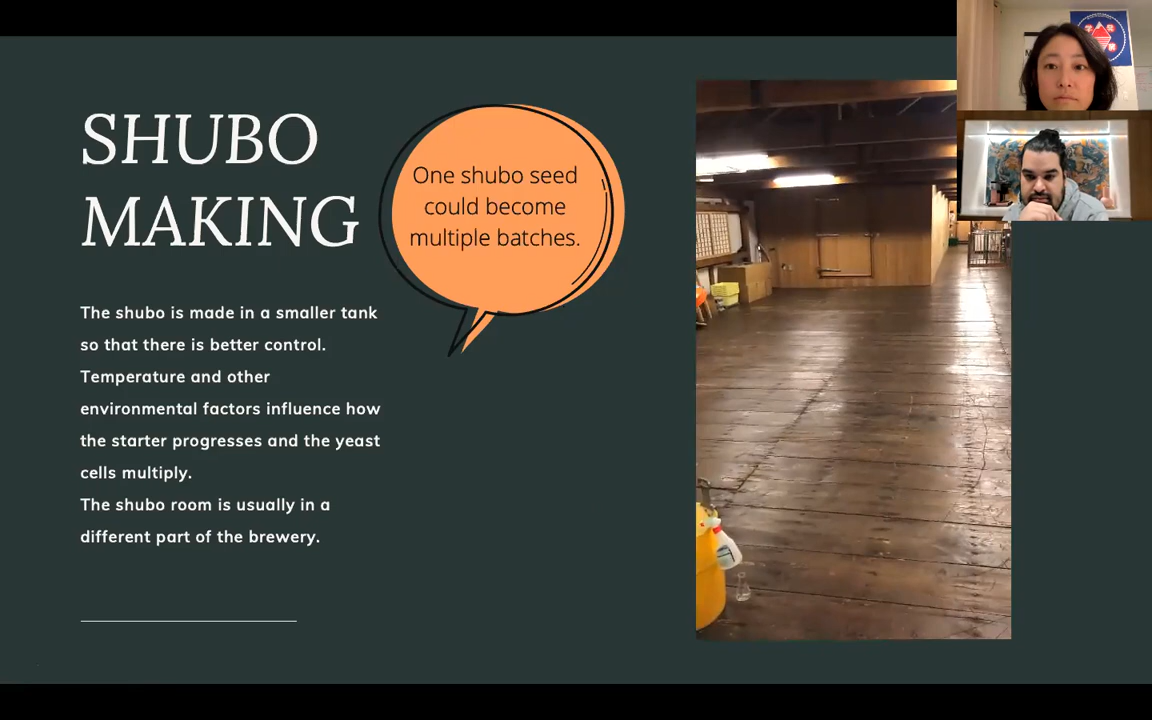 SHUBO
MAKING
One shubo seed
could become
multiple batches.
The shubo is made in a smaller tank
so that there is better control.
Temperature and other
environmental factors influence how
the starter progresses and the yeast
cells multiply.
The shubo room is usually in a
different part of the brewery.